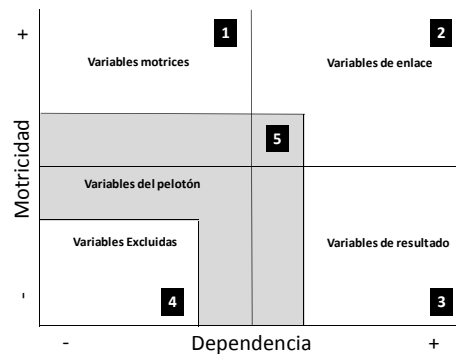 +
1
2
Variables motrices
Variables de enlace
5
Motricidad
Variables del pelotón
Variables Excluidas
Variables de resultado
-
4
3
-
Dependencia
+